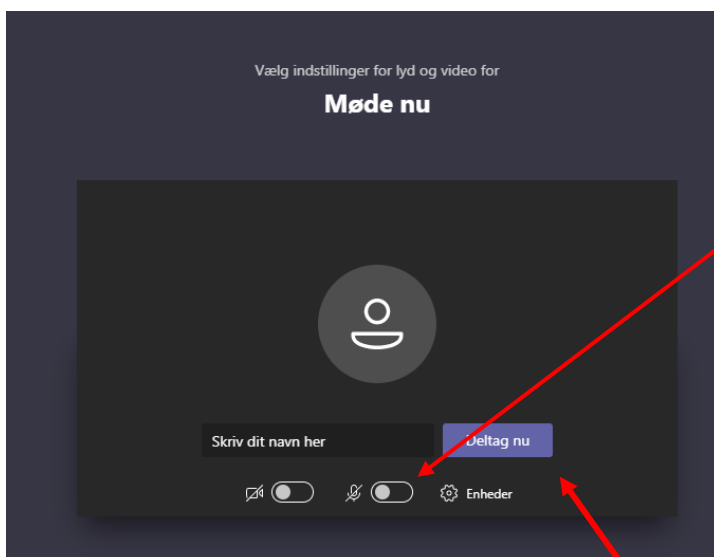 Vælg indstillinger for lyd og video for
Møde nu
Skriv dit navn her
Deltag nu
Enheder